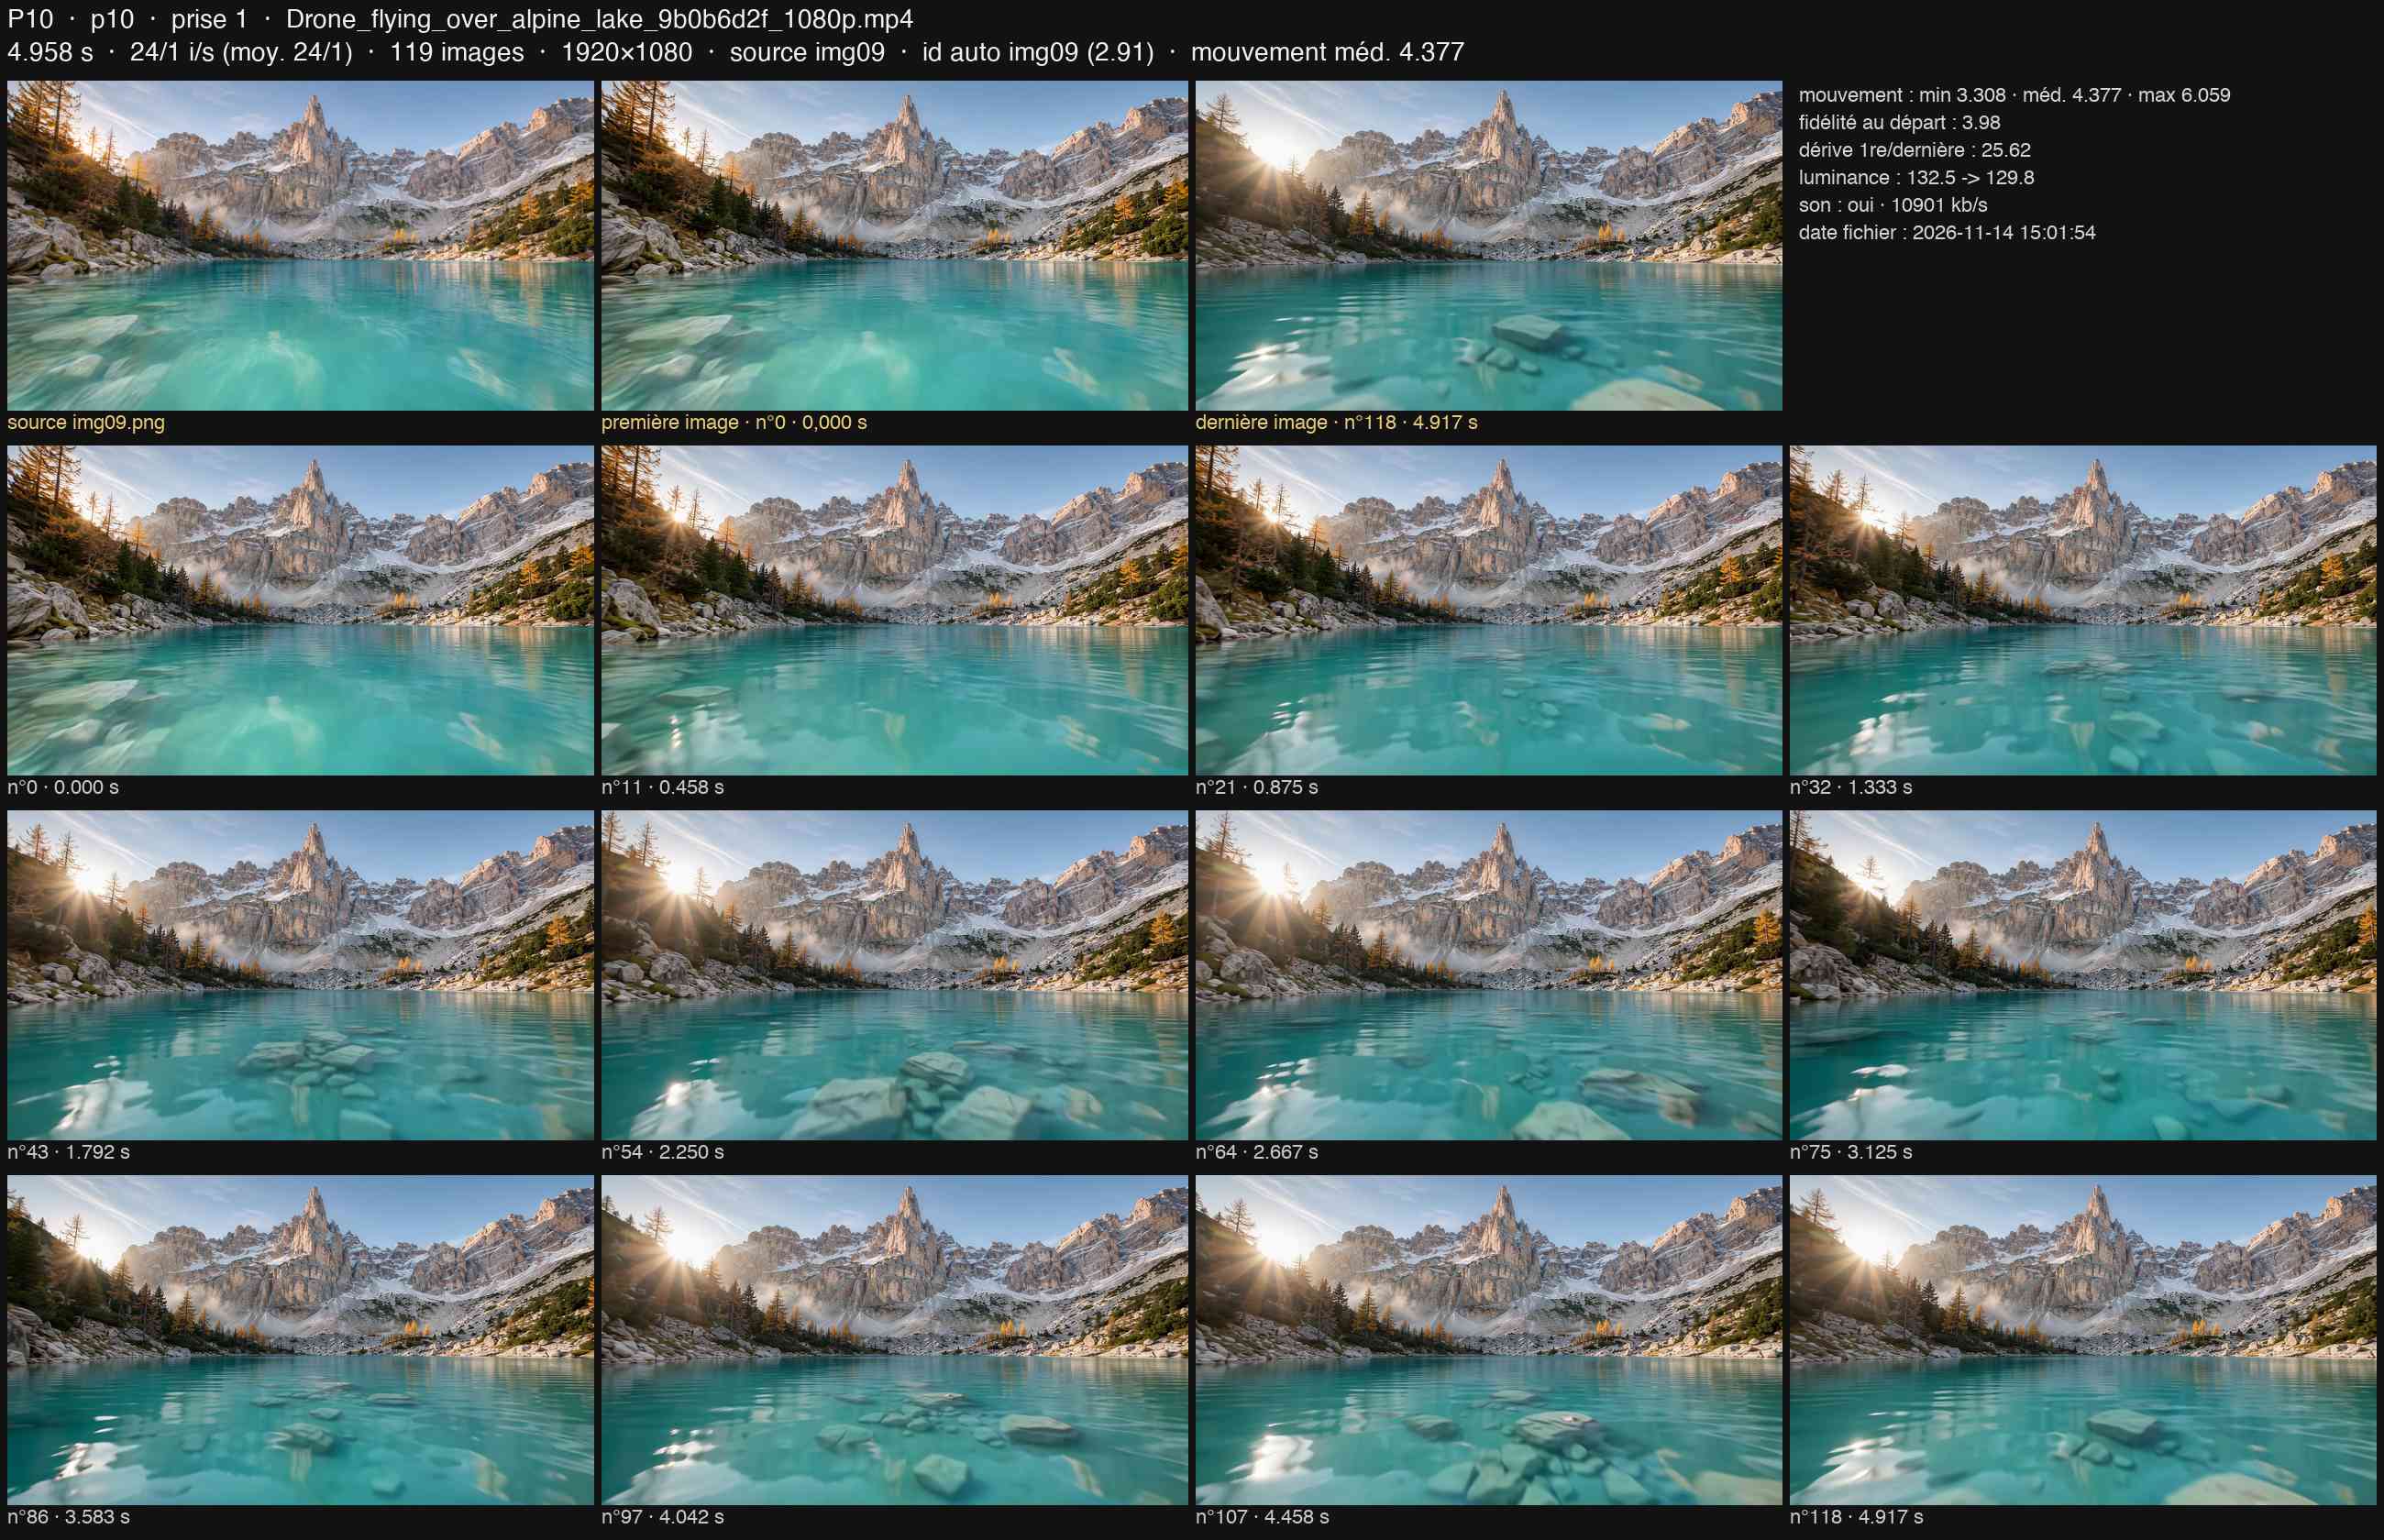 P10 · p10 · prise 1 · Drone_flying_over_alpine_lake_9b0b6d2f_1080p.mp4
4.958 s · 24/1 i/s (moy. 24/1) · 119 images · 1920×1080 · source img09 · id auto img09 (2.91) · mouvement méd. 4.377
mouvement : min 3.308 · méd. 4.377 · max 6.059
fidélité au départ : 3.98
dérive 1re/dernière : 25.62
luminance : 132.5 -> 129.8
son : oui · 10901 kb/s
date fichier : 2026-11-14 15:01:54
source img09.png
première image · n°0 · 0,000 s
dernière image · n°118 · 4.917 s
n°0 · 0.000 s
n°11 · 0.458 s
n°21 · 0.875 s
n°32 · 1.333 s
n°43 · 1.792 s
n°54 · 2.250 s
n°64 · 2.667 s
n°75 · 3.125 s
n°86 · 3.583 s
n°97 · 4.042 s
n°107 · 4.458 s
n°118 · 4.917 s